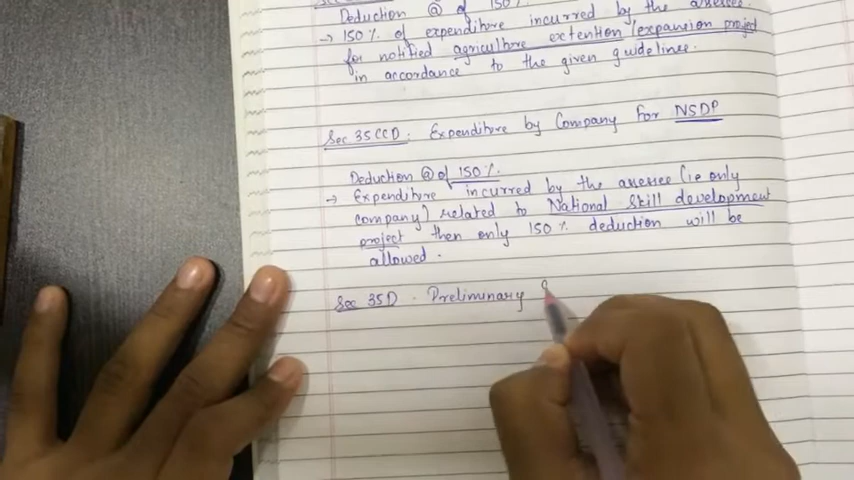 Deduction @ of 150%.
→ 150% of expenditure incurred by the assessee.
for notified agriculture extention/expansion project
in accordance to the given guidelines.
Sec 35CCD: Expenditure by Company for NSDP
Deduction @ of 150%.
→ Expenditure incurred by the assessee (ie only
company) related to National skill development
project then only 150% deduction will be
allowed.
Sec 35D. Preliminary